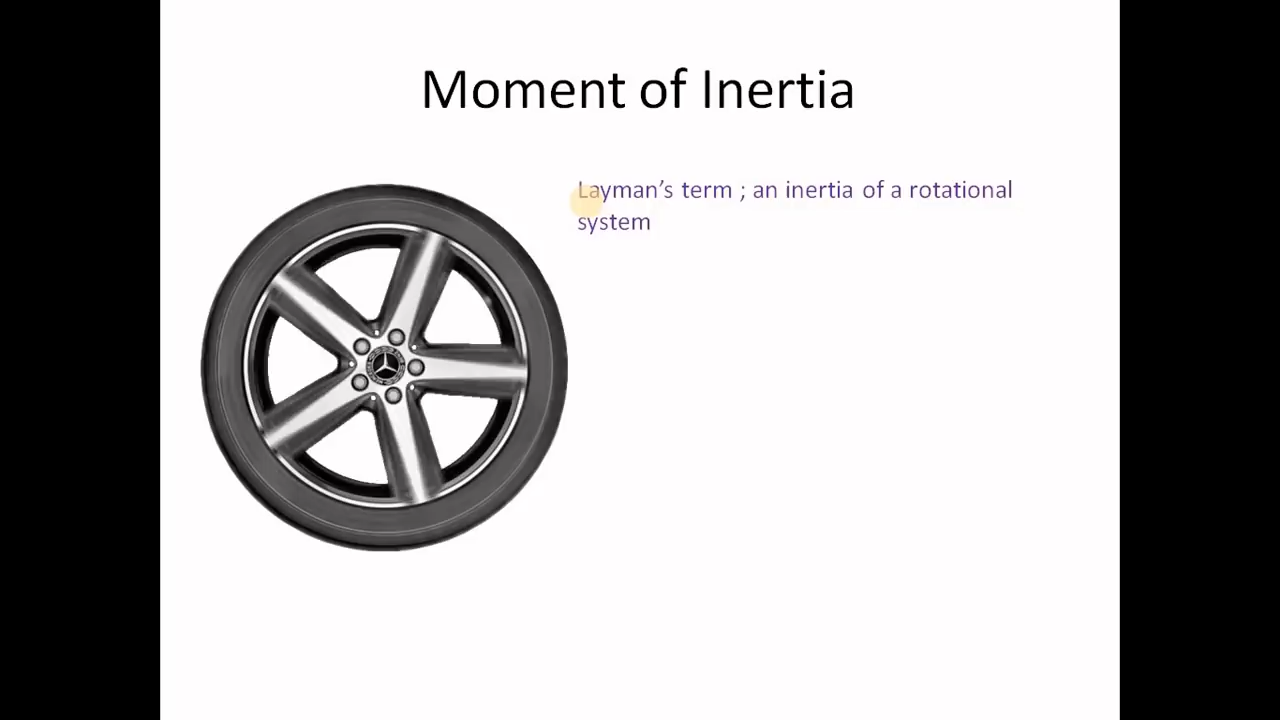 Moment of Inertia
Layman’s term ; an inertia of a rotational
system